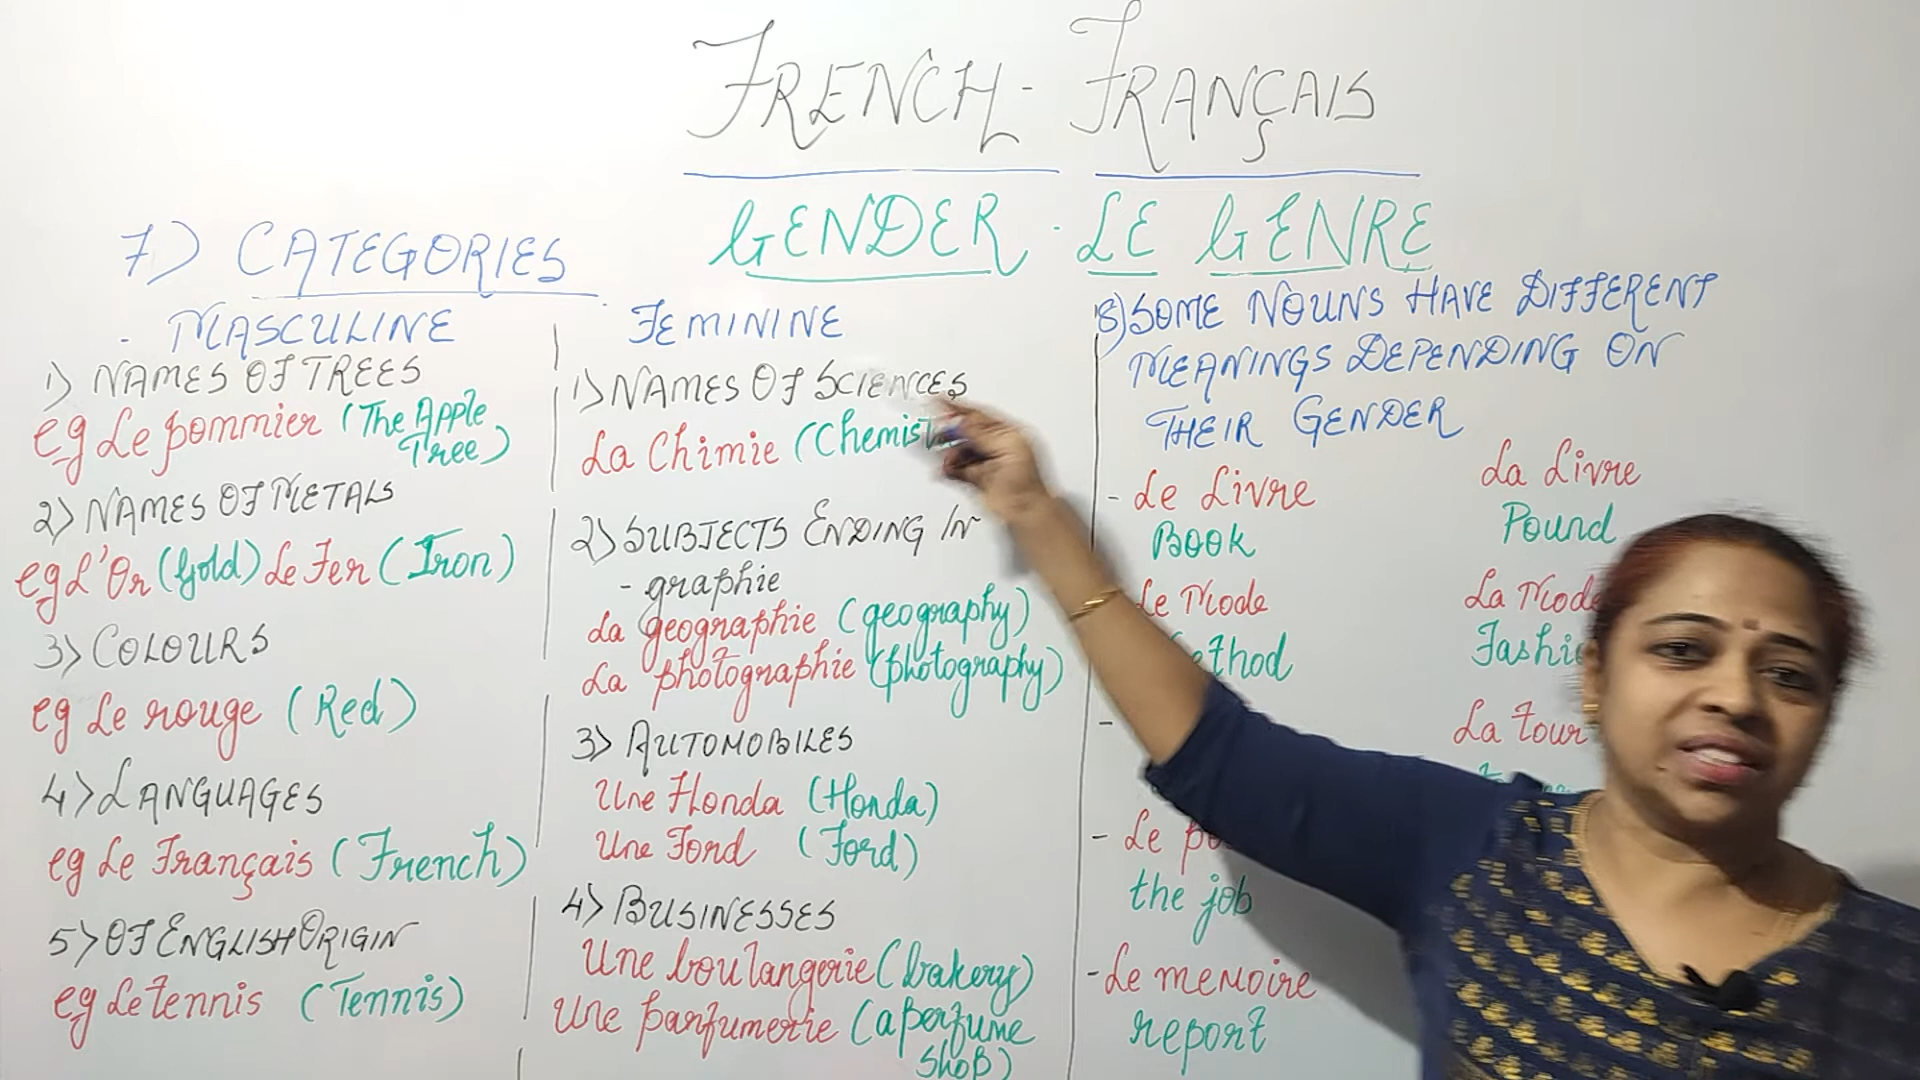 FRENCH - FRANÇAIS
GENDER - LE GENRE
7) CATEGORIES
- MASCULINE
1) NAMES OF TREES
eg Le pommier (The Apple
Tree)
2) NAMES OF METALS
eg L'Or (Gold) Le Fer (Iron)
3) COLOURS
eg Le rouge (Red)
4) LANGUAGES
eg Le Français (French)
5) OF ENGLISH ORIGIN
eg Le tennis (Tennis)
FEMININE
1) NAMES OF SCIENCES
La Chimie
2) SUBJECTS ENDING IN
- graphie
La geographie (geography)
La photographie (photography)
3) AUTOMOBILES
Une Honda (Honda)
Une Ford (Ford)
4) BUSINESSES
Une boulangerie (bakery)
Une parfumerie (a perfume
shop)
8) SOME NOUNS HAVE DIFFERENT
MEANINGS DEPENDING ON
THEIR GENDER
- Le Livre La Livre
Book Pound
Le Mode La Mode
La tour
- Le
the job
- Le memoire
report